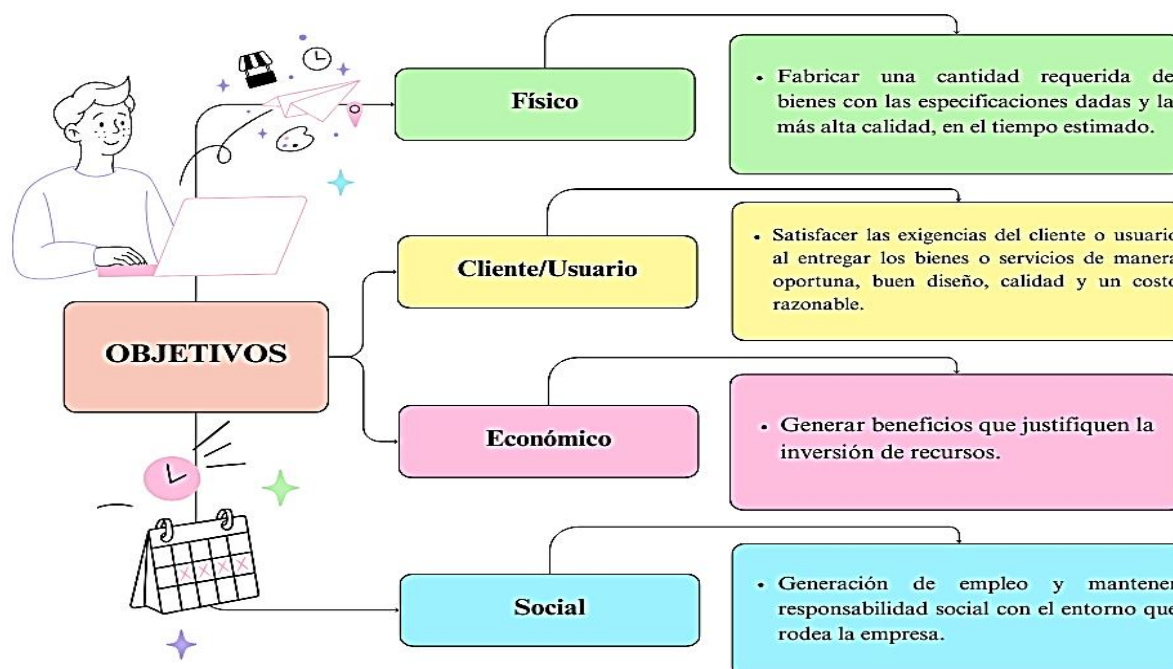 Físico
• Fabricar una cantidad requerida de
bienes con las especificaciones dadas y la
más alta calidad, en el tiempo estimado.
Cliente/Usuario
• Satisfacer las exigencias del cliente o usuario
al entregar los bienes o servicios de manera
oportuna, buen diseño, calidad y un costo
razonable.
OBJETIVOS
Económico
• Generar beneficios que justifiquen la
inversión de recursos.
Social
• Generación de empleo y mantener
responsabilidad social con el entorno que
rodea la empresa.